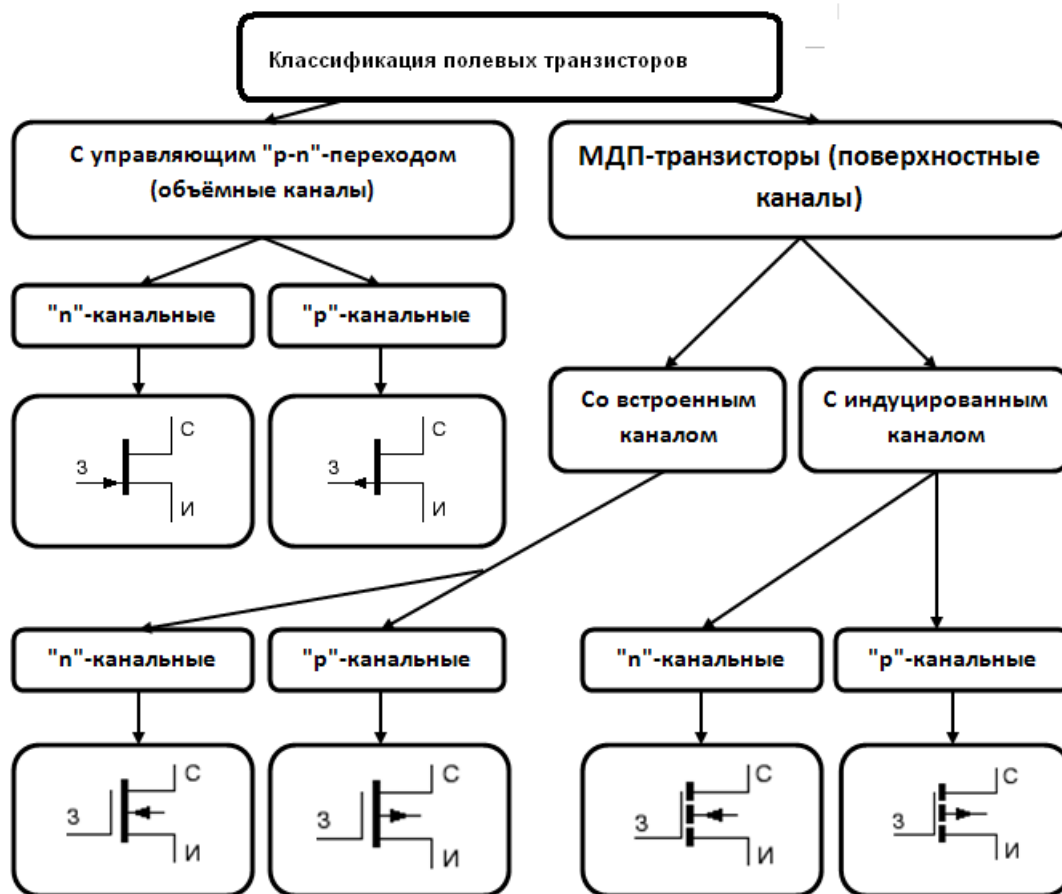 Классификация полевых транзисторов
С управляющим "p-n"-переходом
(объёмные каналы)
МДП-транзисторы (поверхностные
каналы)
"n"-канальные
"p"-канальные
Со встроенным
каналом
С индуцированным
каналом
С
З
И
С
З
И
"n"-канальные
"p"-канальные
"n"-канальные
"p"-канальные
С
З
И
С
З
И
С
З
И
С
З
И